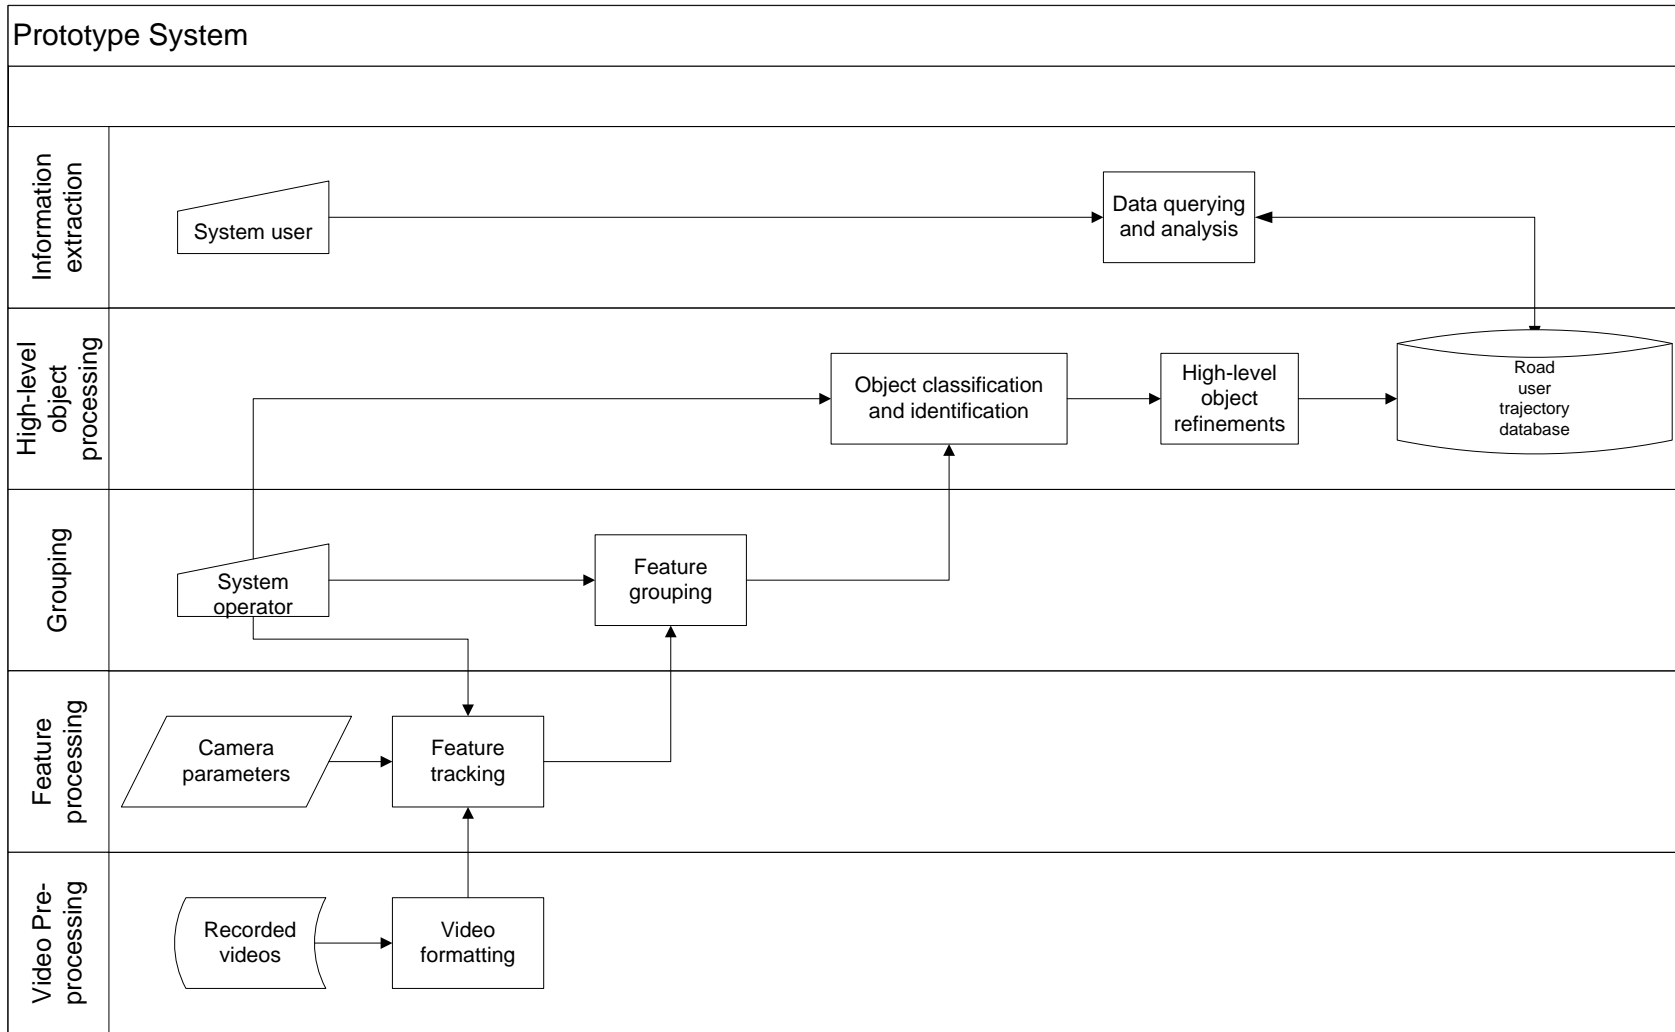 Prototype System
Information
extraction
System user
Data querying
and analysis
High-level
object
processing
Object classification
and identification
High-level
object
refinements
Road
user
trajectory
database
Grouping
System
operator
Feature
grouping
Feature
processing
Camera
parameters
Feature
tracking
Video Pre-
processing
Recorded
videos
Video
formatting